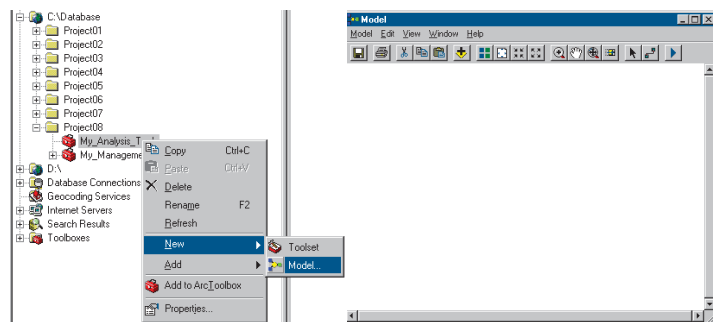 C:\Database
Project01
Project02
Project03
Project04
Project05
Project06
Project07
Project08
My_Analysis_T
My_Manageme
D:\
Database Connections
Geocoding Services
Internet Servers
Search Results
Toolboxes
Copy Ctrl+C
Paste Ctrl+V
Delete
Rename F2
Refresh
New
Add
Add to ArcToolbox
Properties...
Toolset
Model...
Model
Model Edit View Window Help